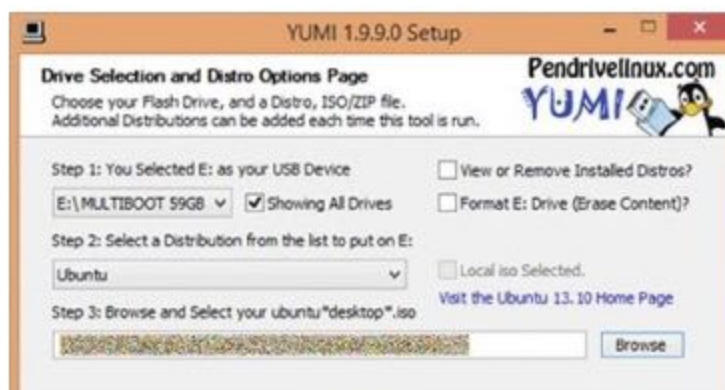 YUMI 1.9.9.0 Setup
Drive Selection and Distro Options Page
Choose your Flash Drive, and a Distro, ISO/ZIP file.
Additional Distributions can be added each time this tool is run.
Pendrivelinux.com
YUMI
Step 1: You Selected E: as your USB Device
View or Remove Installed Distros?
E:\ MULTIBOOT 59GB
Showing All Drives
Format E: Drive (Erase Content)?
Step 2: Select a Distribution from the list to put on E:
Ubuntu
Local iso Selected.
Visit the Ubuntu 13.10 Home Page
Step 3: Browse and Select your ubuntu*desktop*.iso
Browse